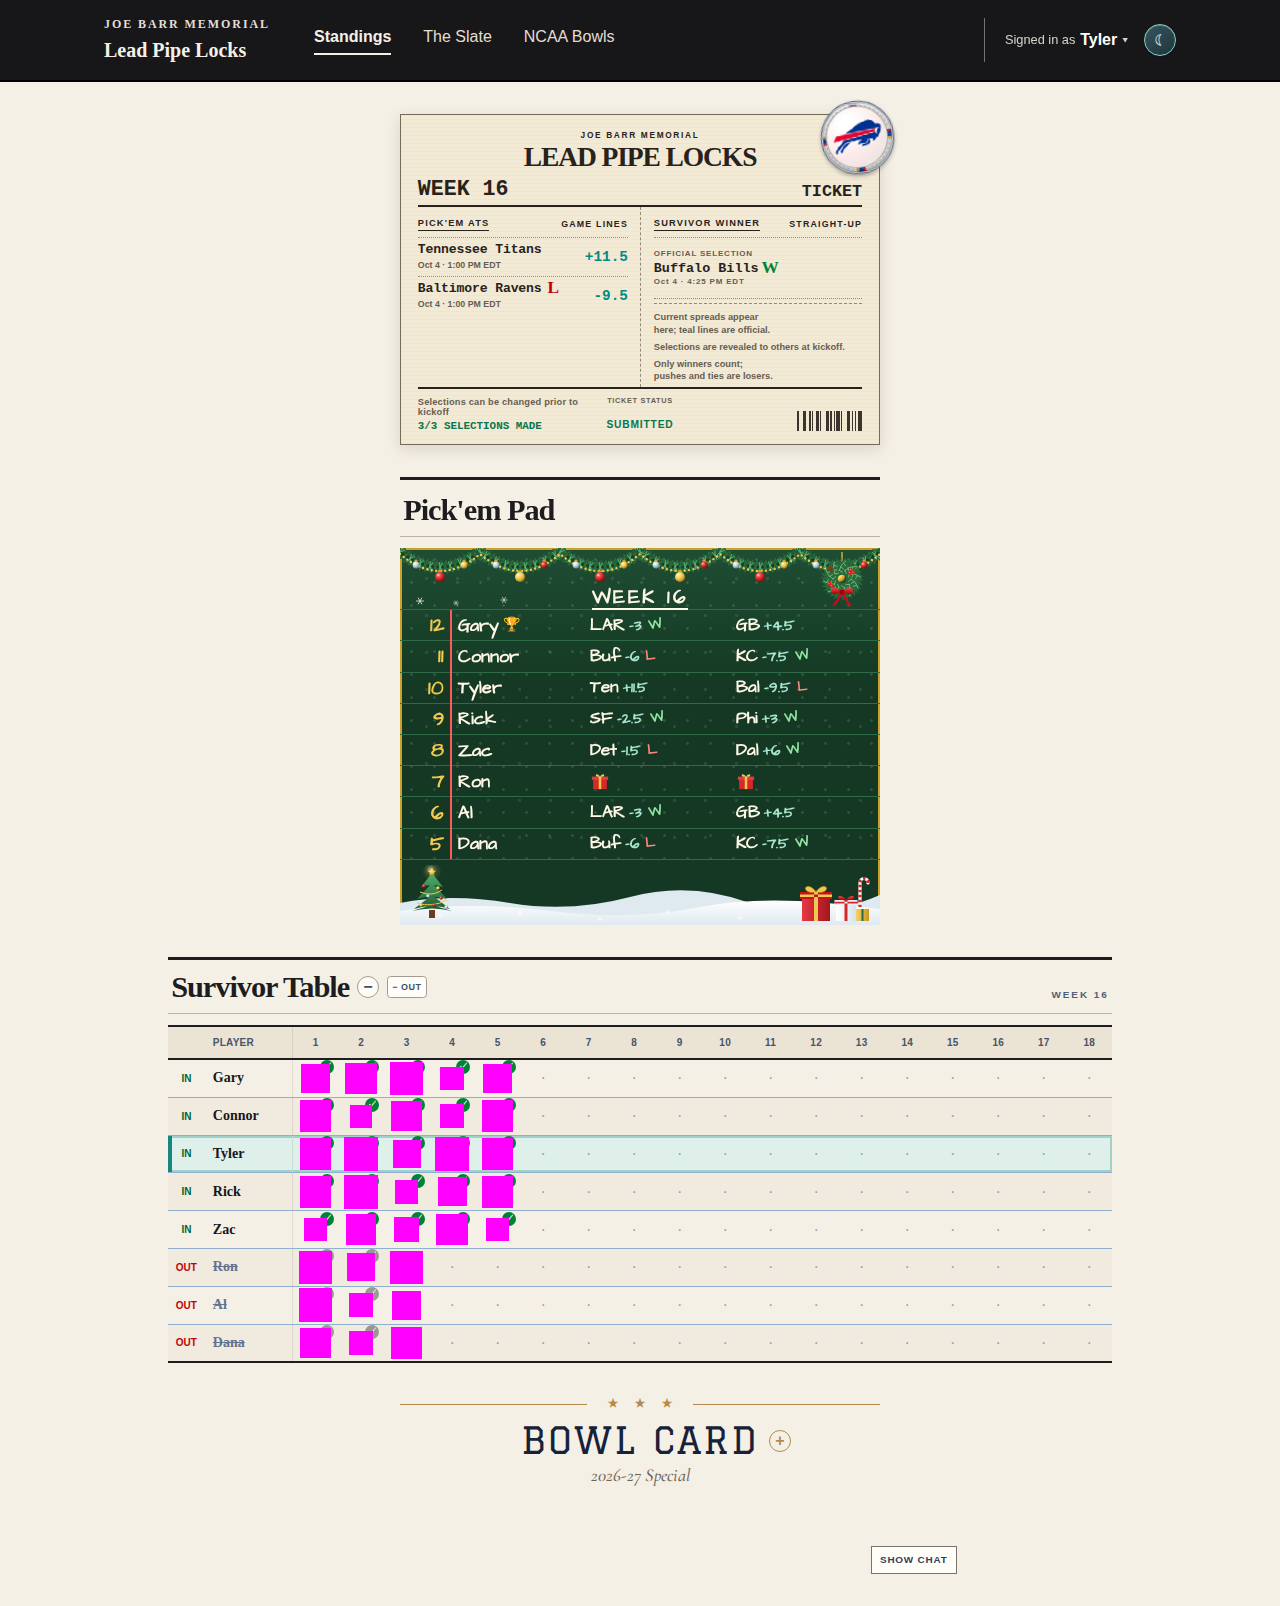 JOE BARR MEMORIAL
Lead Pipe Locks
Standings The Slate NCAA Bowls
Signed in as Tyler ▾
JOE BARR MEMORIAL
LEAD PIPE LOCKS
WEEK 16 TICKET
PICK'EM ATS GAME LINES
Tennessee Titans +11.5
Oct 4 · 1:00 PM EDT
Baltimore Ravens L -9.5
Oct 4 · 1:00 PM EDT
SURVIVOR WINNER STRAIGHT-UP
OFFICIAL SELECTION
Buffalo Bills W
Oct 4 · 4:25 PM EDT
Current spreads appear
here; teal lines are official.
Selections are revealed to others at kickoff.
Only winners count;
pushes and ties are losers.
Selections can be changed prior to
kickoff
3/3 SELECTIONS MADE
TICKET STATUS
SUBMITTED
Pick'em Pad
WEEK 16
12 Gary LAR -3 W GB +4.5
11 Connor Buf -6 L KC -7.5 W
10 Tyler Ten +11.5 Bal -9.5 L
9 Rick SF -2.5 W Phi +3 W
8 Zac Det -1.5 L Dal +6 W
7 Ron
6 Al LAR -3 W GB +4.5
5 Dana Buf -6 L KC -7.5 W
Survivor Table − − OUT WEEK 16
PLAYER 1 2 3 4 5 6 7 8 9 10 11 12 13 14 15 16 17 18
IN Gary
IN Connor
IN Tyler
IN Rick
IN Zac
OUT Ron
OUT Al
OUT Dana
★ ★ ★
BOWL CARD +
2026-27 Special
SHOW CHAT